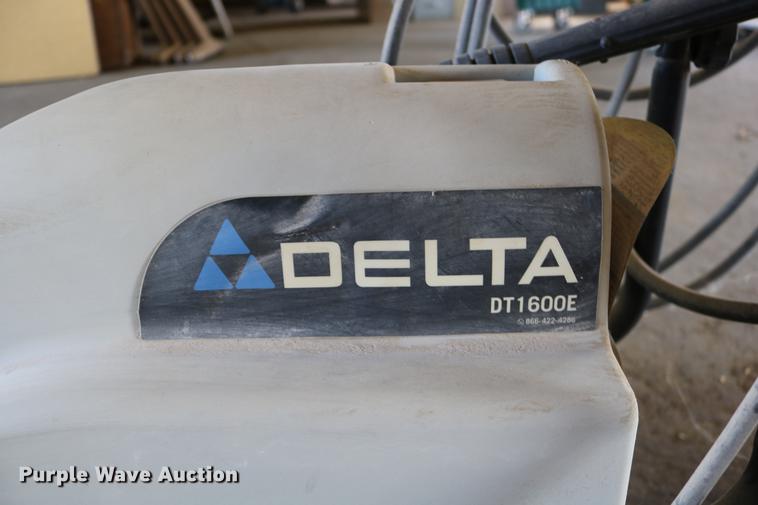 DELTA
DT1600E
866-422-4286
Purple Wave Auction